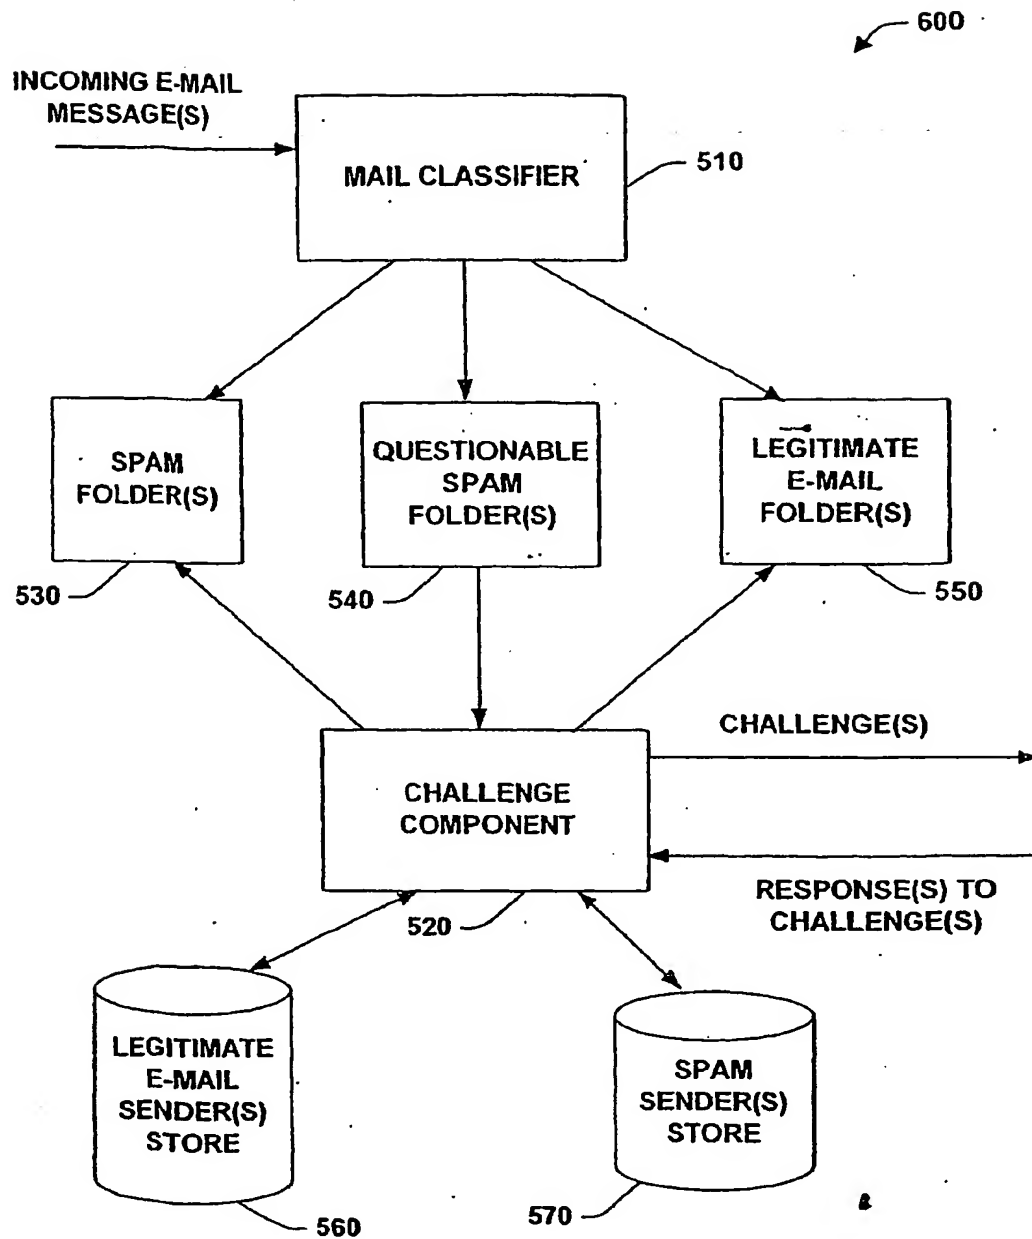 600
INCOMING E-MAIL
MESSAGE(S)
MAIL CLASSIFIER
510
SPAM
FOLDER(S)
530
QUESTIONABLE
SPAM
FOLDER(S)
540
LEGITIMATE
E-MAIL
FOLDER(S)
550
CHALLENGE(S)
CHALLENGE
COMPONENT
520
RESPONSE(S) TO
CHALLENGE(S)
LEGITIMATE
E-MAIL
SENDER(S)
STORE
560
SPAM
SENDER(S)
STORE
570